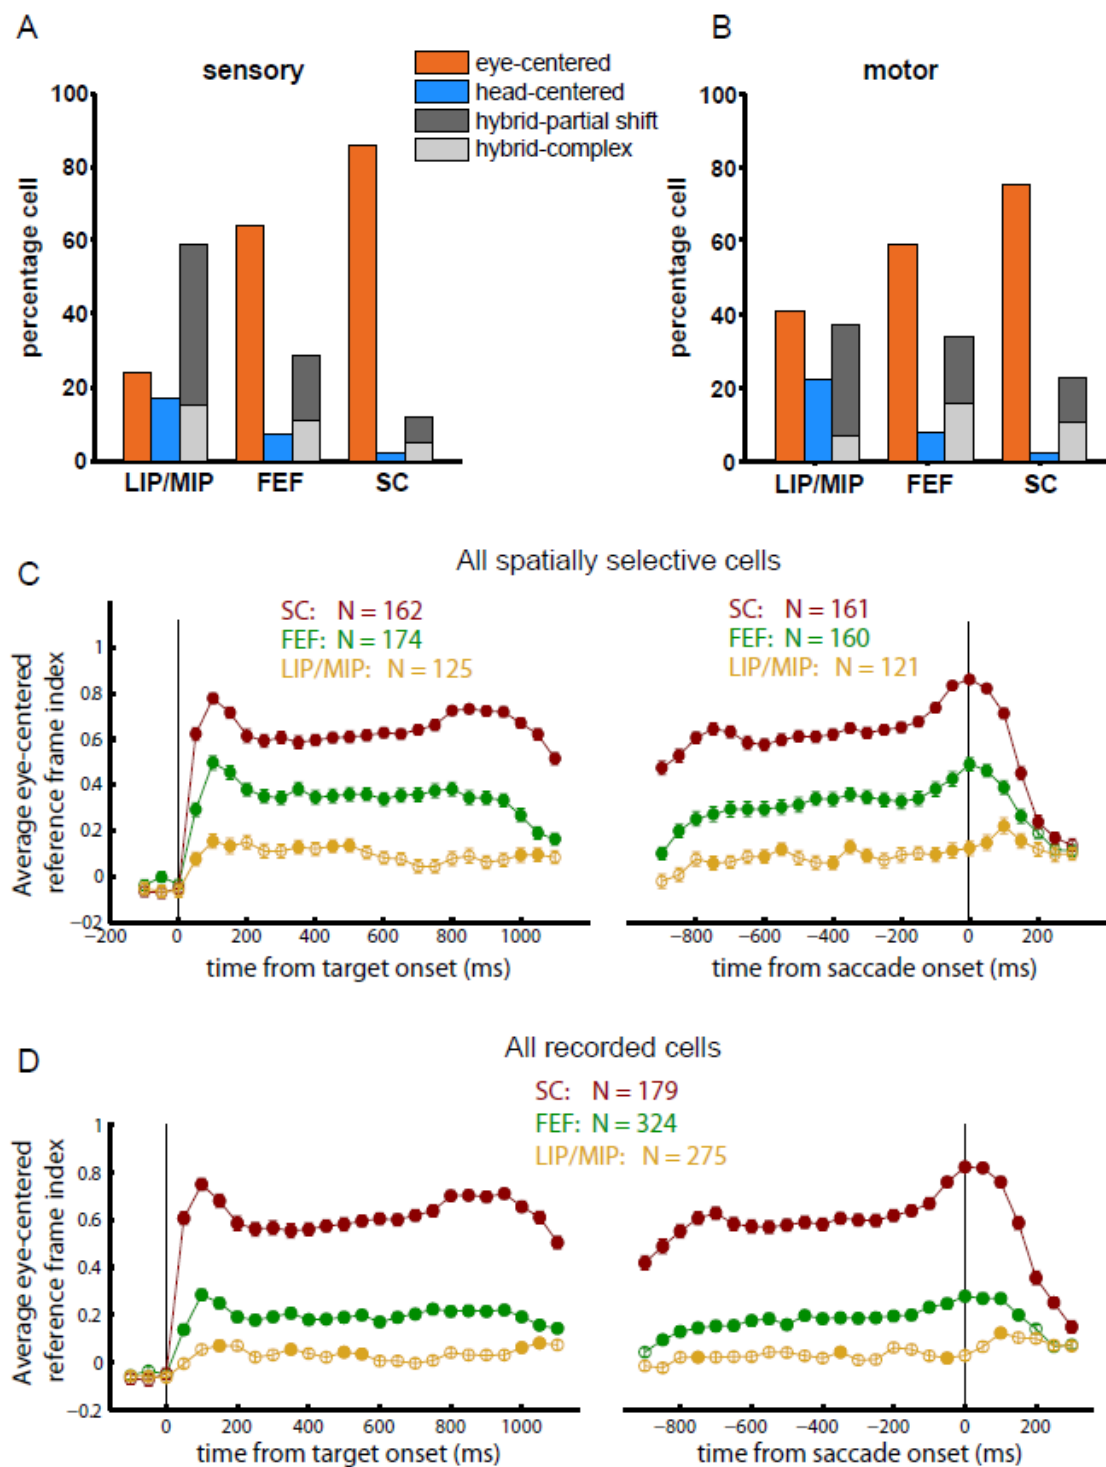 A
B
sensory
motor
eye-centered
head-centered
hybrid-partial shift
hybrid-complex
percentage cell
100
80
60
40
20
0
LIP/MIP FEF SC
percentage cell
100
80
60
40
20
0
LIP/MIP FEF SC
C
All spatially selective cells
SC: N = 162
FEF: N = 174
LIP/MIP: N = 125
SC: N = 161
FEF: N = 160
LIP/MIP: N = 121
Average eye-centered
reference frame index
1
0.8
0.6
0.4
0.2
0
−0.2
−200 0 200 400 600 800 1000
time from target onset (ms)
−800 −600 −400 −200 0 200
time from saccade onset (ms)
D
All recorded cells
SC: N = 179
FEF: N = 324
LIP/MIP: N = 275
Average eye-centered
reference frame index
1
0.8
0.6
0.4
0.2
0
−0.2
0 200 400 600 800 1000
time from target onset (ms)
−800 −600 −400 −200 0 200
time from saccade onset (ms)